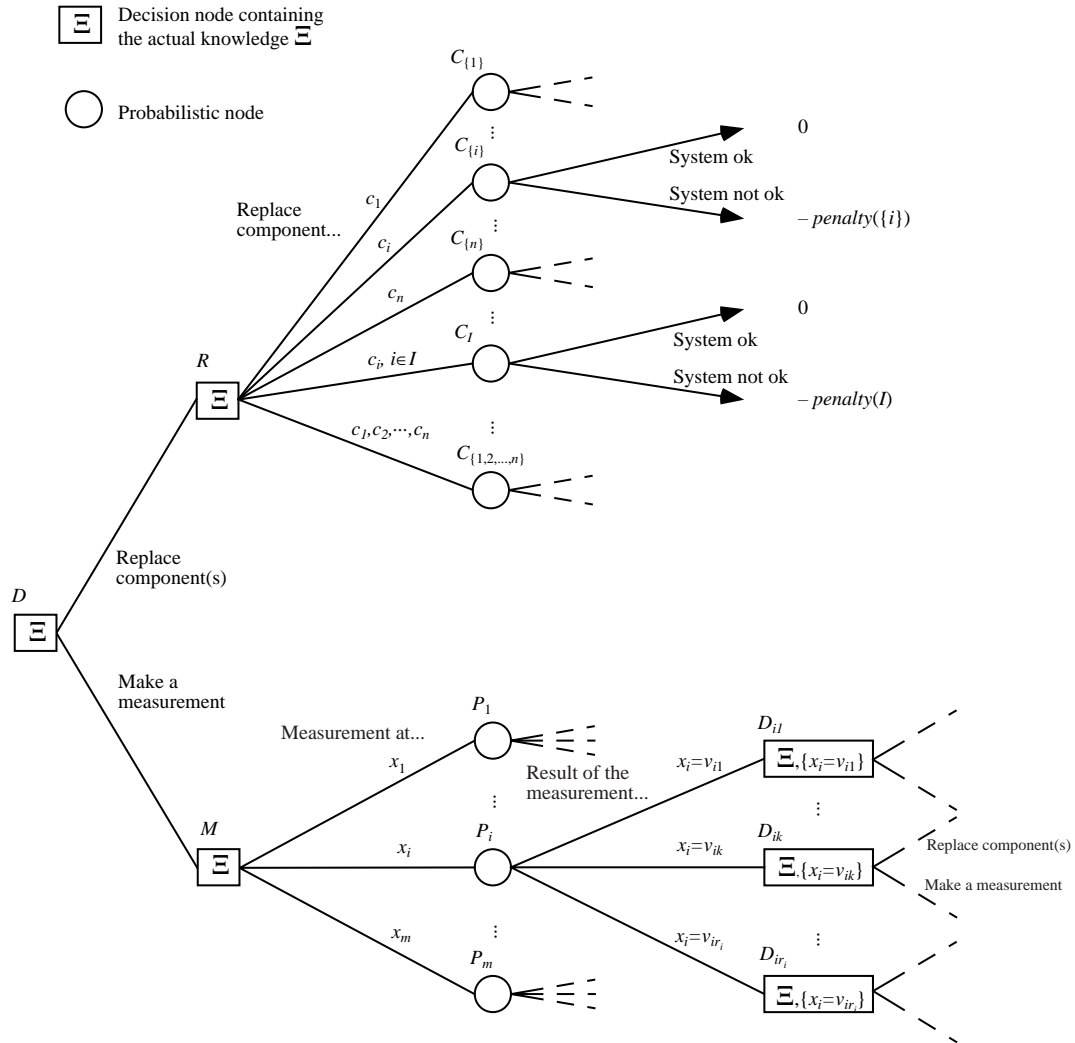 Ξ
Decision node containing
the actual knowledge Ξ
Probabilistic node
C{1}
⋮
C{i}
0
System ok
c1
Replace
component...
System not ok
– penalty({i})
ci
⋮
C{n}
cn
⋮
0
CI
System ok
R
ci, i∈I
System not ok
Ξ
– penalty(I)
c1,c2,···,cn
⋮
C{1,2,...,n}
Replace
component(s)
D
Ξ
Make a
measurement
P1
Di1
Measurement at...
x1
xi=vi1
Ξ,{xi=vi1}
Result of the
measurement...
⋮
⋮
M
Pi
Dik
xi
xi=vik
Replace component(s)
Ξ
Ξ,{xi=vik}
Make a measurement
xm
⋮
xi=viri
⋮
Pm
Diri
Ξ,{xi=viri}